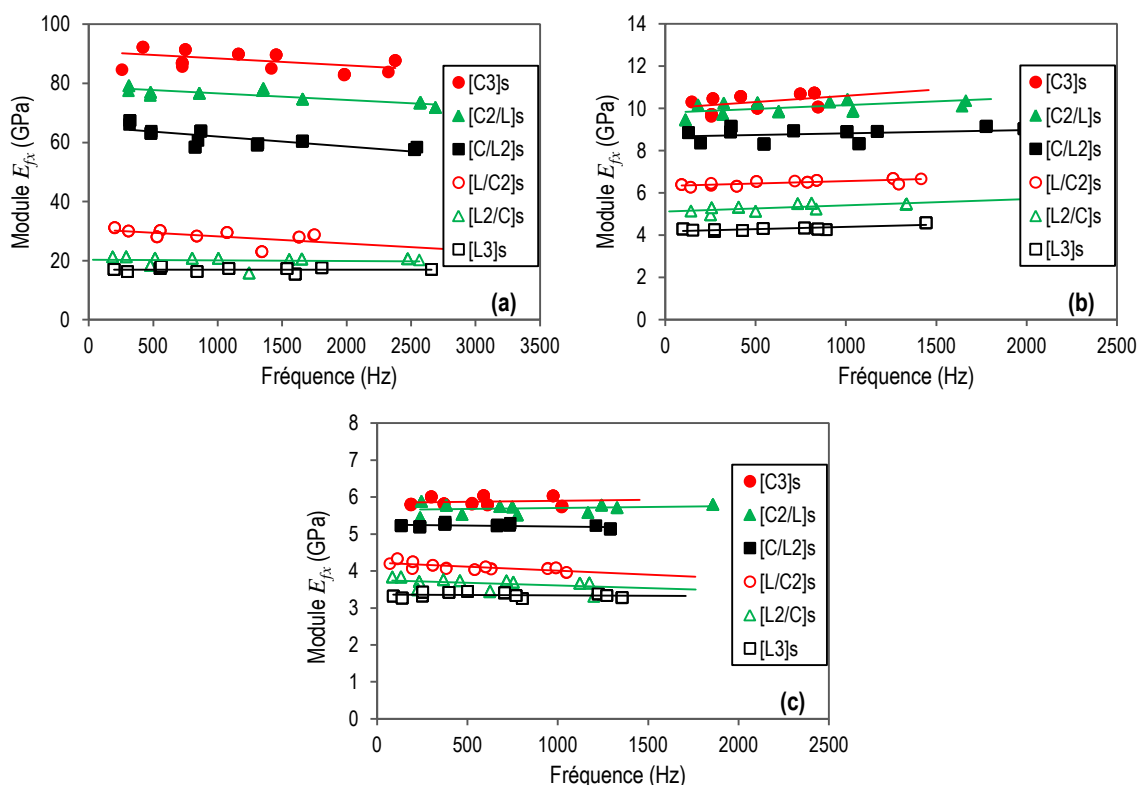 100
80
60
40
20
0
Module E_fx (GPa)
0 500 1000 1500 2000 2500 3000 3500
Fréquence (Hz)
[C3]s
[C2/L]s
[C/L2]s
[L/C2]s
[L2/C]s
[L3]s
(a)
14
12
10
8
6
4
2
0
Module E_fx (GPa)
0 500 1000 1500 2000 2500
Fréquence (Hz)
[C3]s
[C2/L]s
[C/L2]s
[L/C2]s
[L2/C]s
[L3]s
(b)
8
7
6
5
4
3
2
1
0
Module E_fx (GPa)
0 500 1000 1500 2000 2500
Fréquence (Hz)
[C3]s
[C2/L]s
[C/L2]s
[L/C2]s
[L2/C]s
[L3]s
(c)